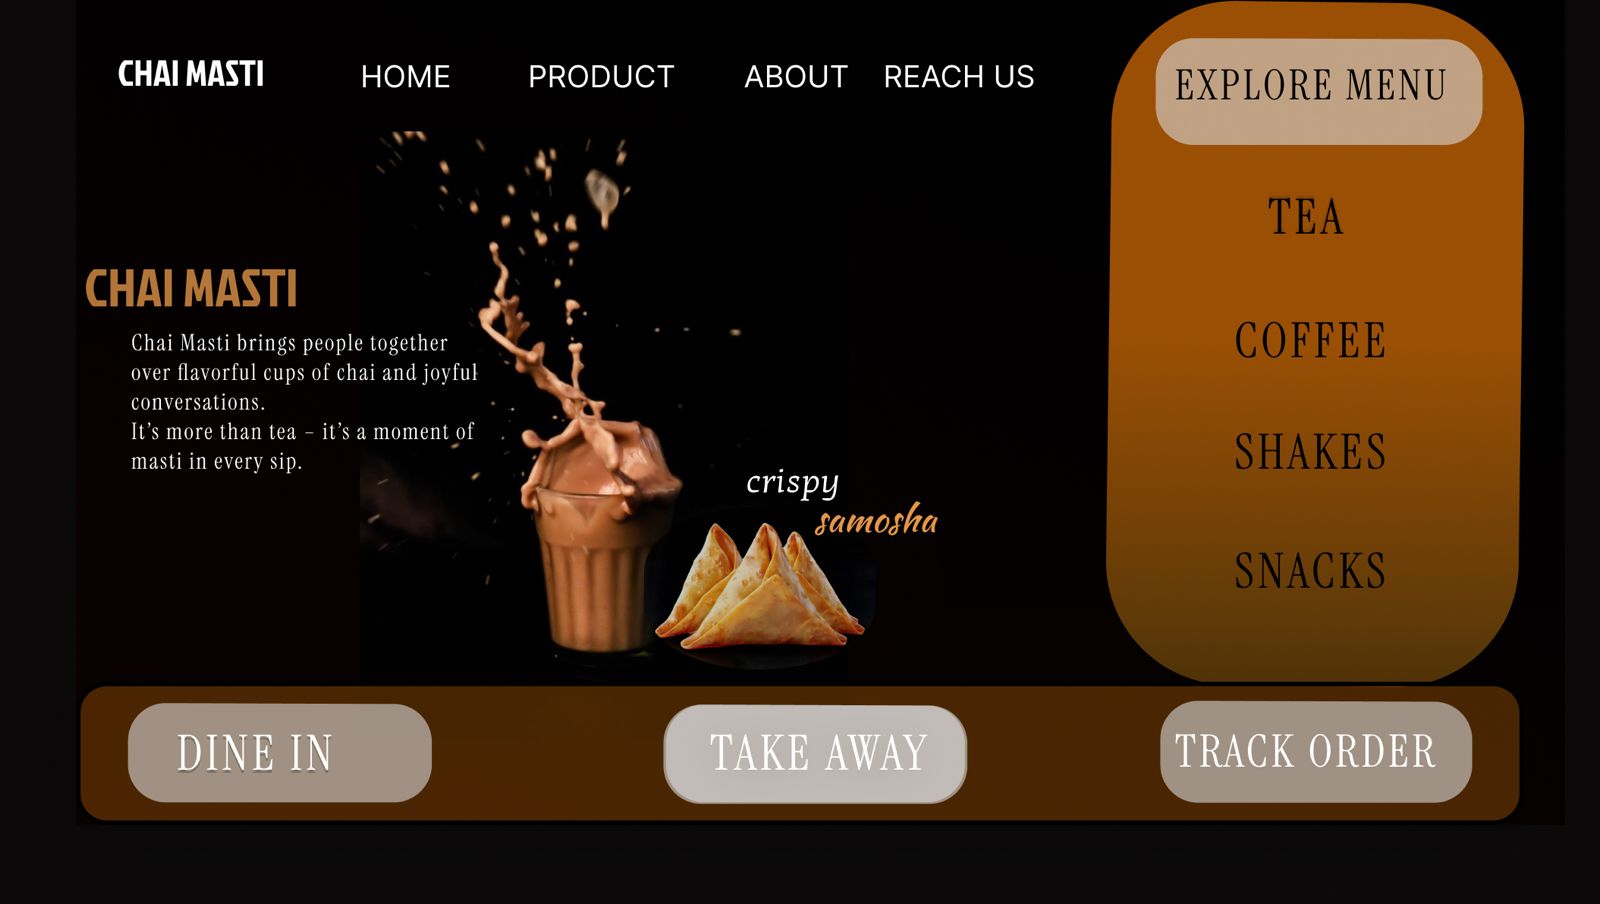 CHAI MASTI
HOME
PRODUCT
ABOUT
REACH US
EXPLORE MENU
TEA
COFFEE
SHAKES
SNACKS
CHAI MASTI
Chai Masti brings people together
over flavorful cups of chai and joyful
conversations.
It’s more than tea – it’s a moment of
masti in every sip.
crispy
samosha
DINE IN
TAKE AWAY
TRACK ORDER